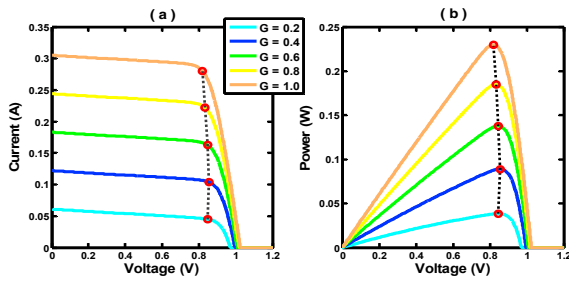 ( a )
0.35
0.3
0.25
0.2
0.15
0.1
0.05
0
Current (A)
0 0.2 0.4 0.6 0.8 1.0 1.2
Voltage (V)
G = 0.2
G = 0.4
G = 0.6
G = 0.8
G = 1.0
( b )
0.25
0.2
0.15
0.1
0.05
0
Power (W)
0 0.2 0.4 0.6 0.8 1 1.2
Voltage (V)